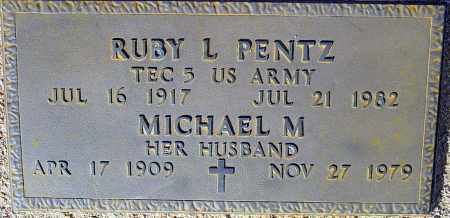 RUBY L PENTZ
TEC 5 US ARMY
JUL 16 1917 JUL 21 1982
MICHAEL M
HER HUSBAND
APR 17 1909 NOV 27 1979